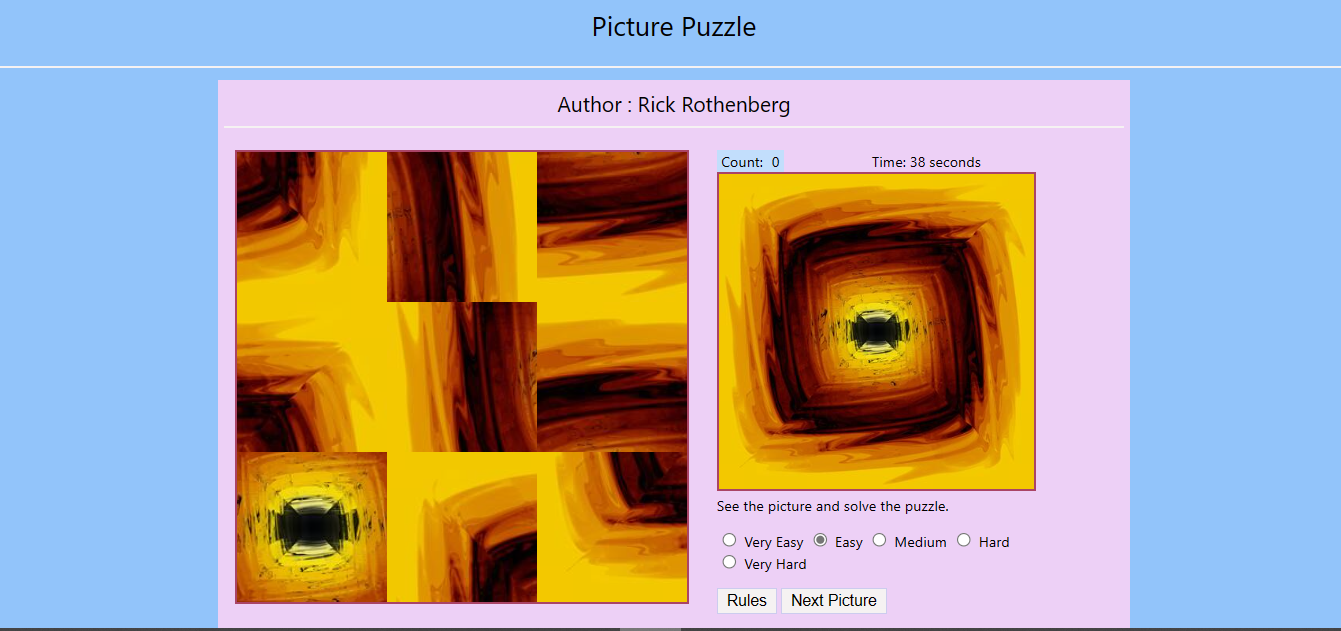 Picture Puzzle
Author : Rick Rothenberg
Count: 0 Time: 38 seconds
See the picture and solve the puzzle.
Very Easy Easy Medium Hard
Very Hard
Rules Next Picture